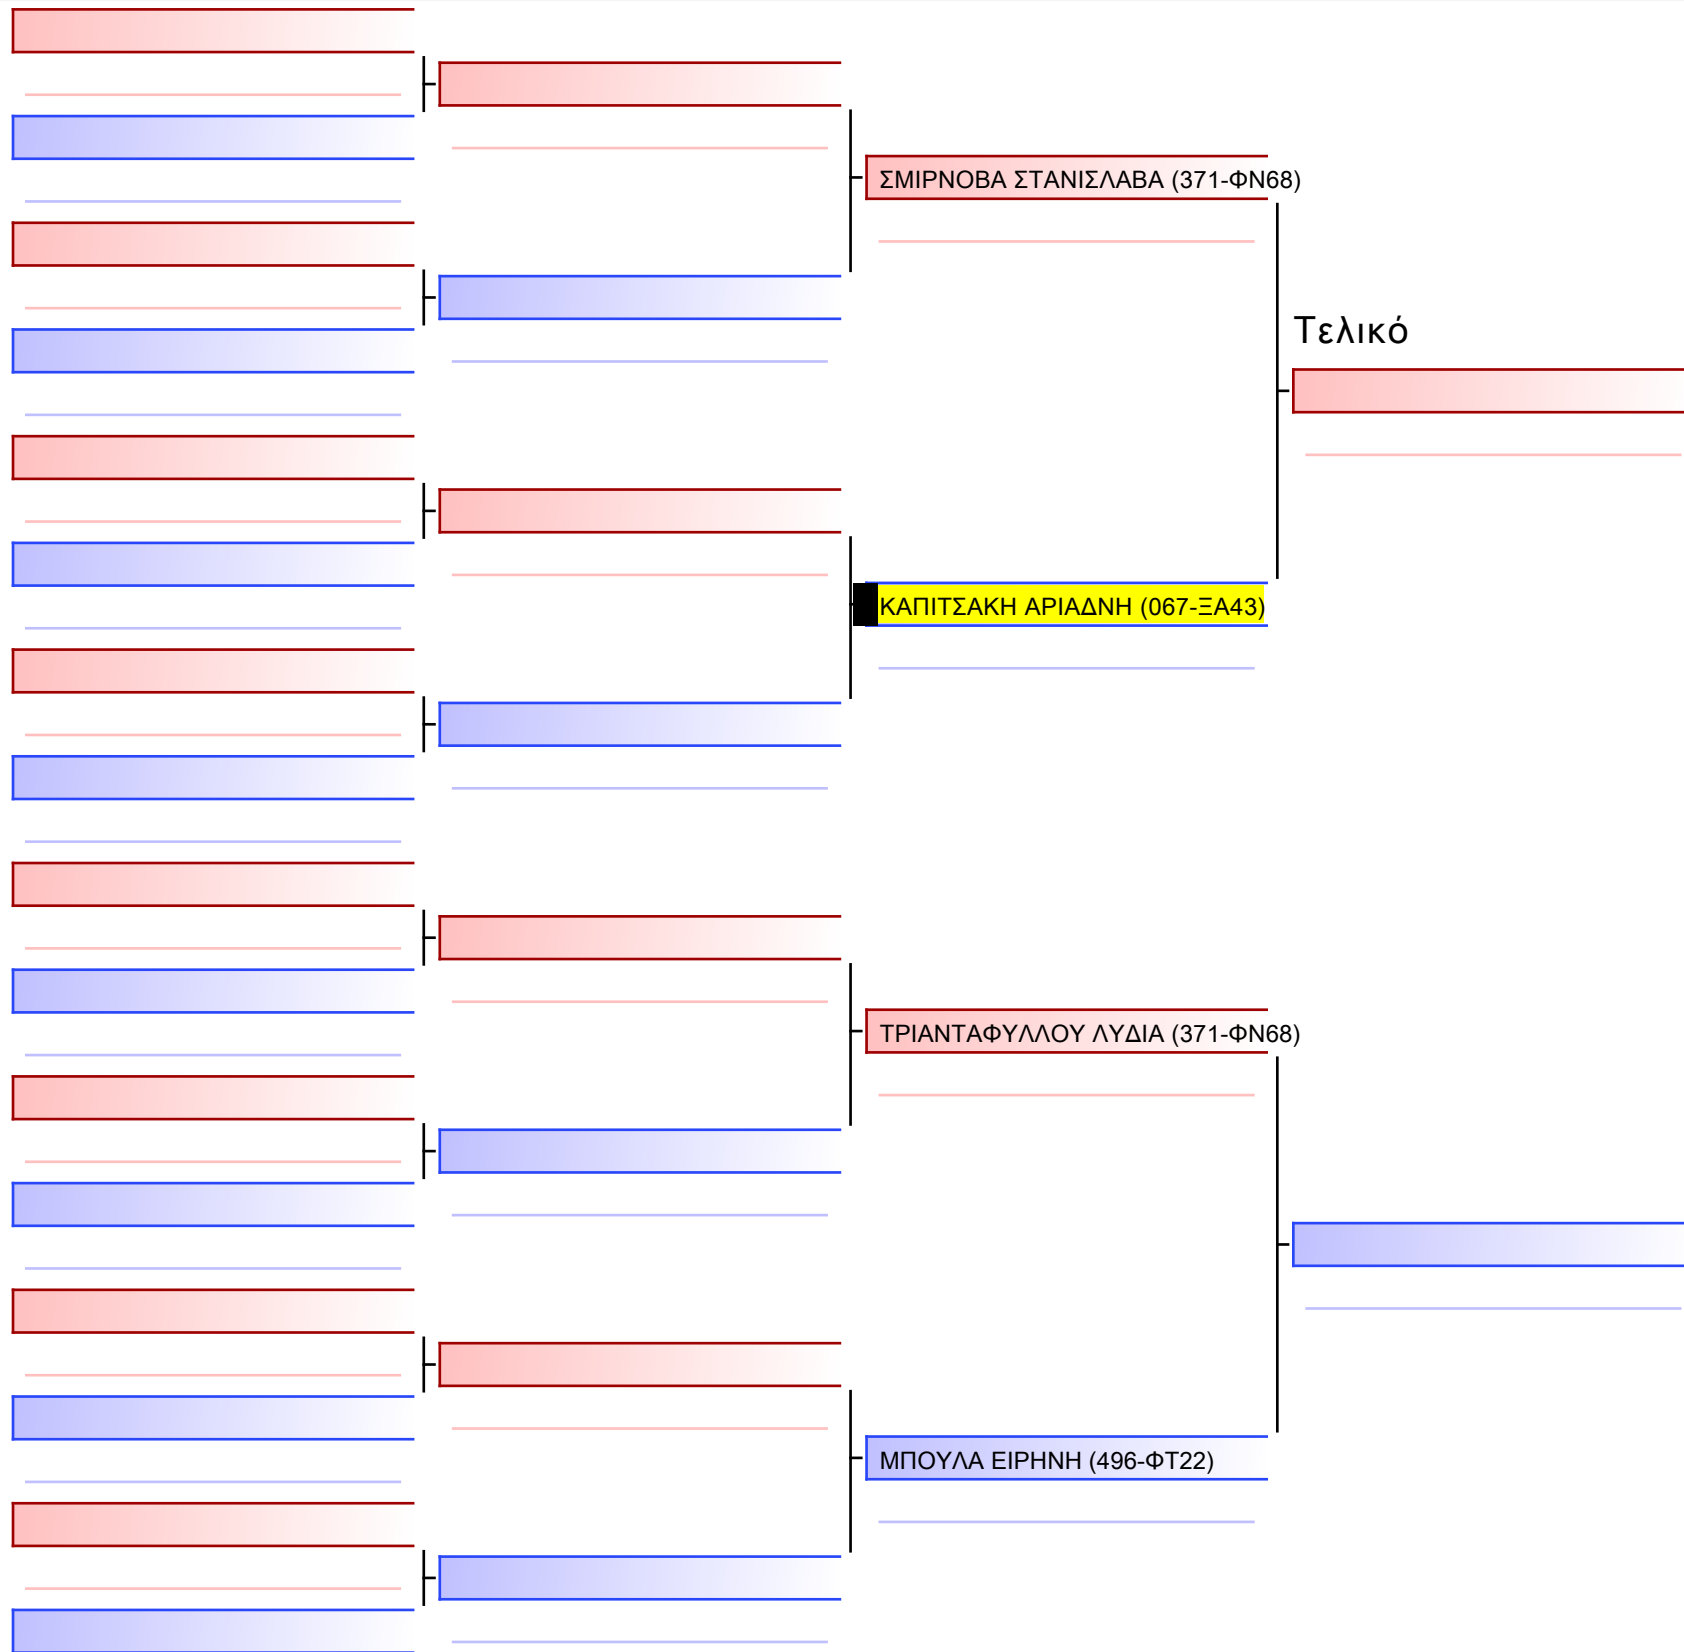 ΣΜΙΡΝΟΒΑ ΣΤΑΝΙΣΛΑΒΑ (371-ΦΝ68)
Τελικό
ΚΑΠΙΤΣΑΚΗ ΑΡΙΑΔΝΗ (067-ΞΑ43)
ΤΡΙΑΝΤΑΦΥΛΛΟΥ ΛΥΔΙΑ (371-ΦΝ68)
ΜΠΟΥΛΑ ΕΙΡΗΝΗ (496-ΦΤ22)